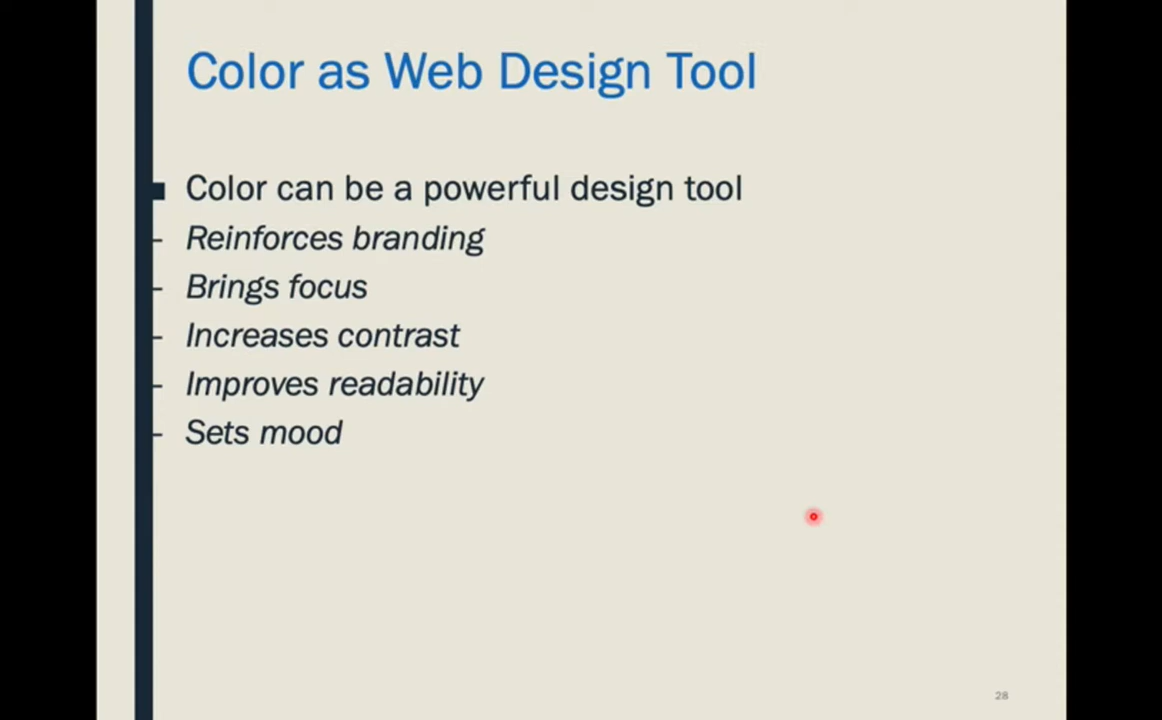 Color as Web Design Tool
■ Color can be a powerful design tool
– Reinforces branding
– Brings focus
– Increases contrast
– Improves readability
– Sets mood
28